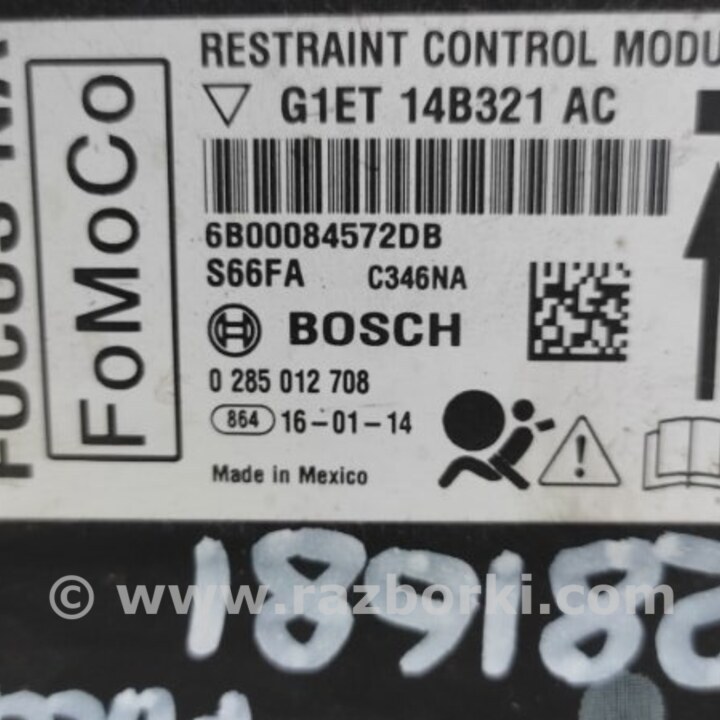 RESTRAINT CONTROL MODU
G1ET 14B321 AC
FoMoCo
6B00084572DB
S66FA C346NA
BOSCH
0 285 012 708
864 16-01-14
Made in Mexico
© www.razborki.com